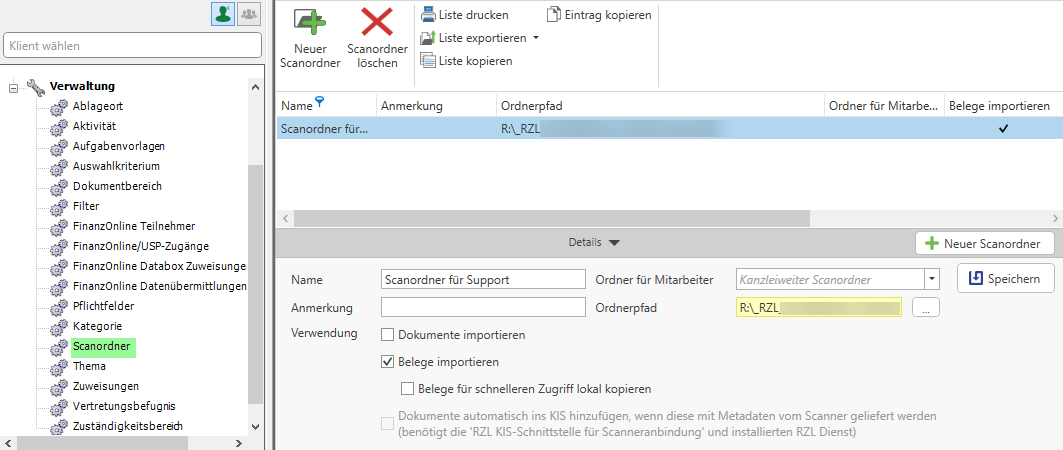 Klient wählen
Verwaltung
Ablageort
Aktivität
Aufgabenvorlagen
Auswahlkriterium
Dokumentbereich
Filter
FinanzOnline Teilnehmer
FinanzOnline/USP-Zugänge
FinanzOnline Databox Zuweisungen
FinanzOnline Datenübermittlungen
Pflichtfelder
Kategorie
Scanordner
Thema
Zuweisungen
Vertretungsbefugnis
Zuständigkeitsbereich
Neuer Scanordner
Scanordner löschen
Liste drucken
Liste exportieren
Liste kopieren
Eintrag kopieren
Name Anmerkung Ordnerpfad Ordner für Mitarbe... Belege importieren
Scanordner für... R:\_RZL
Details
Neuer Scanordner
Name Scanordner für Support Ordner für Mitarbeiter Kanzleiweiter Scanordner Speichern
Anmerkung Ordnerpfad R:\_RZL_ ...
Verwendung Dokumente importieren
Belege importieren
Belege für schnelleren Zugriff lokal kopieren
Dokumente automatisch ins KIS hinzufügen, wenn diese mit Metadaten vom Scanner geliefert werden
(benötigt die 'RZL KIS-Schnittstelle für Scanneranbindung' und installierten RZL Dienst)